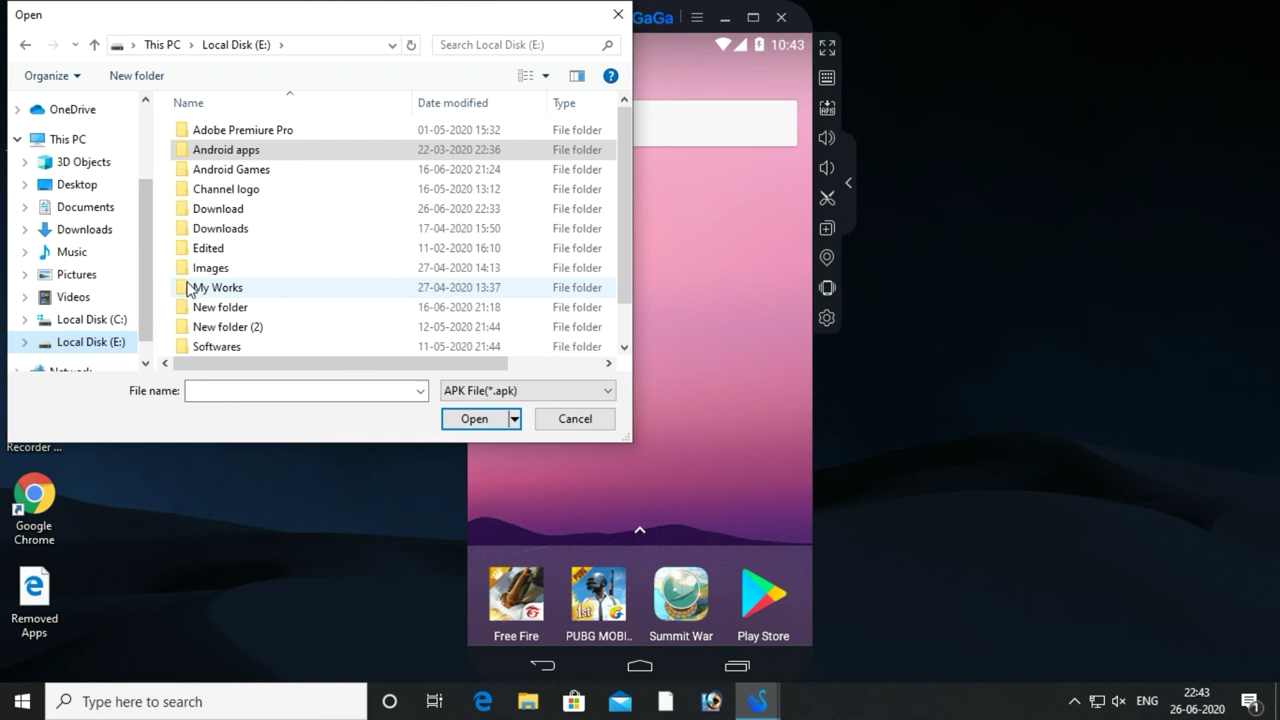 Open
GaGa
This PC
Local Disk (E:)
Search Local Disk (E:)
10:43
Organize
New folder
OneDrive
This PC
3D Objects
Desktop
Documents
Downloads
Music
Pictures
Videos
Local Disk (C:)
Local Disk (E:)
Name Date modified Type
Adobe Premiure Pro 01-05-2020 15:32 File folder
Android apps 22-03-2020 22:36 File folder
Android Games 16-06-2020 21:24 File folder
Channel logo 16-05-2020 13:12 File folder
Download 26-06-2020 22:33 File folder
Downloads 17-04-2020 15:50 File folder
Edited 11-02-2020 16:10 File folder
Images 27-04-2020 14:13 File folder
My Works 27-04-2020 13:37 File folder
New folder 16-06-2020 21:18 File folder
New folder (2) 12-05-2020 21:44 File folder
Softwares 11-05-2020 21:44 File folder
File name:
APK File(*.apk)
Open
Cancel
APK
Recorder ...
Google
Chrome
Removed
Apps
Free Fire
PUBG MOBI..
Summit War
Play Store
Type here to search
ENG
22:43
26-06-2020
1